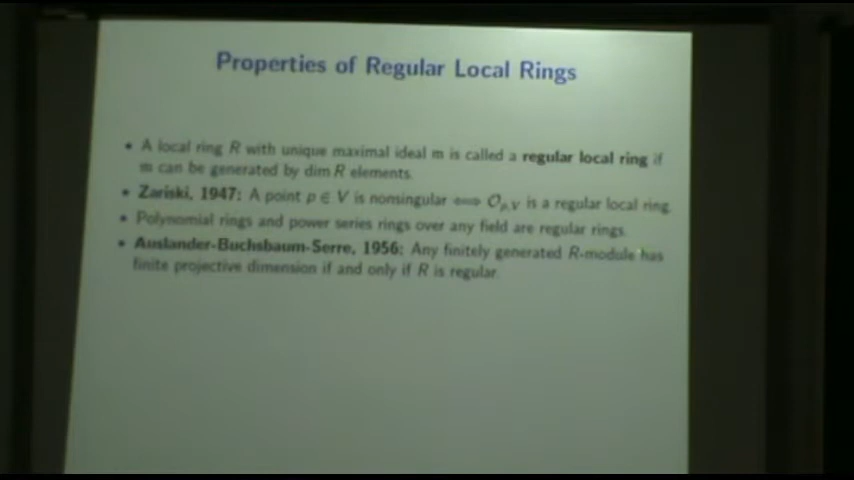 Properties of Regular Local Rings
• A local ring R with unique maximal ideal m is called a regular local ring if
m can be generated by dim R elements.
• Zariski, 1947: A point p ∈ V is nonsingular ⟺ 𝒪p,V is a regular local ring.
• Polynomial rings and power series rings over any field are regular rings.
• Auslander-Buchsbaum-Serre, 1956: Any finitely generated R-module has
finite projective dimension if and only if R is regular.